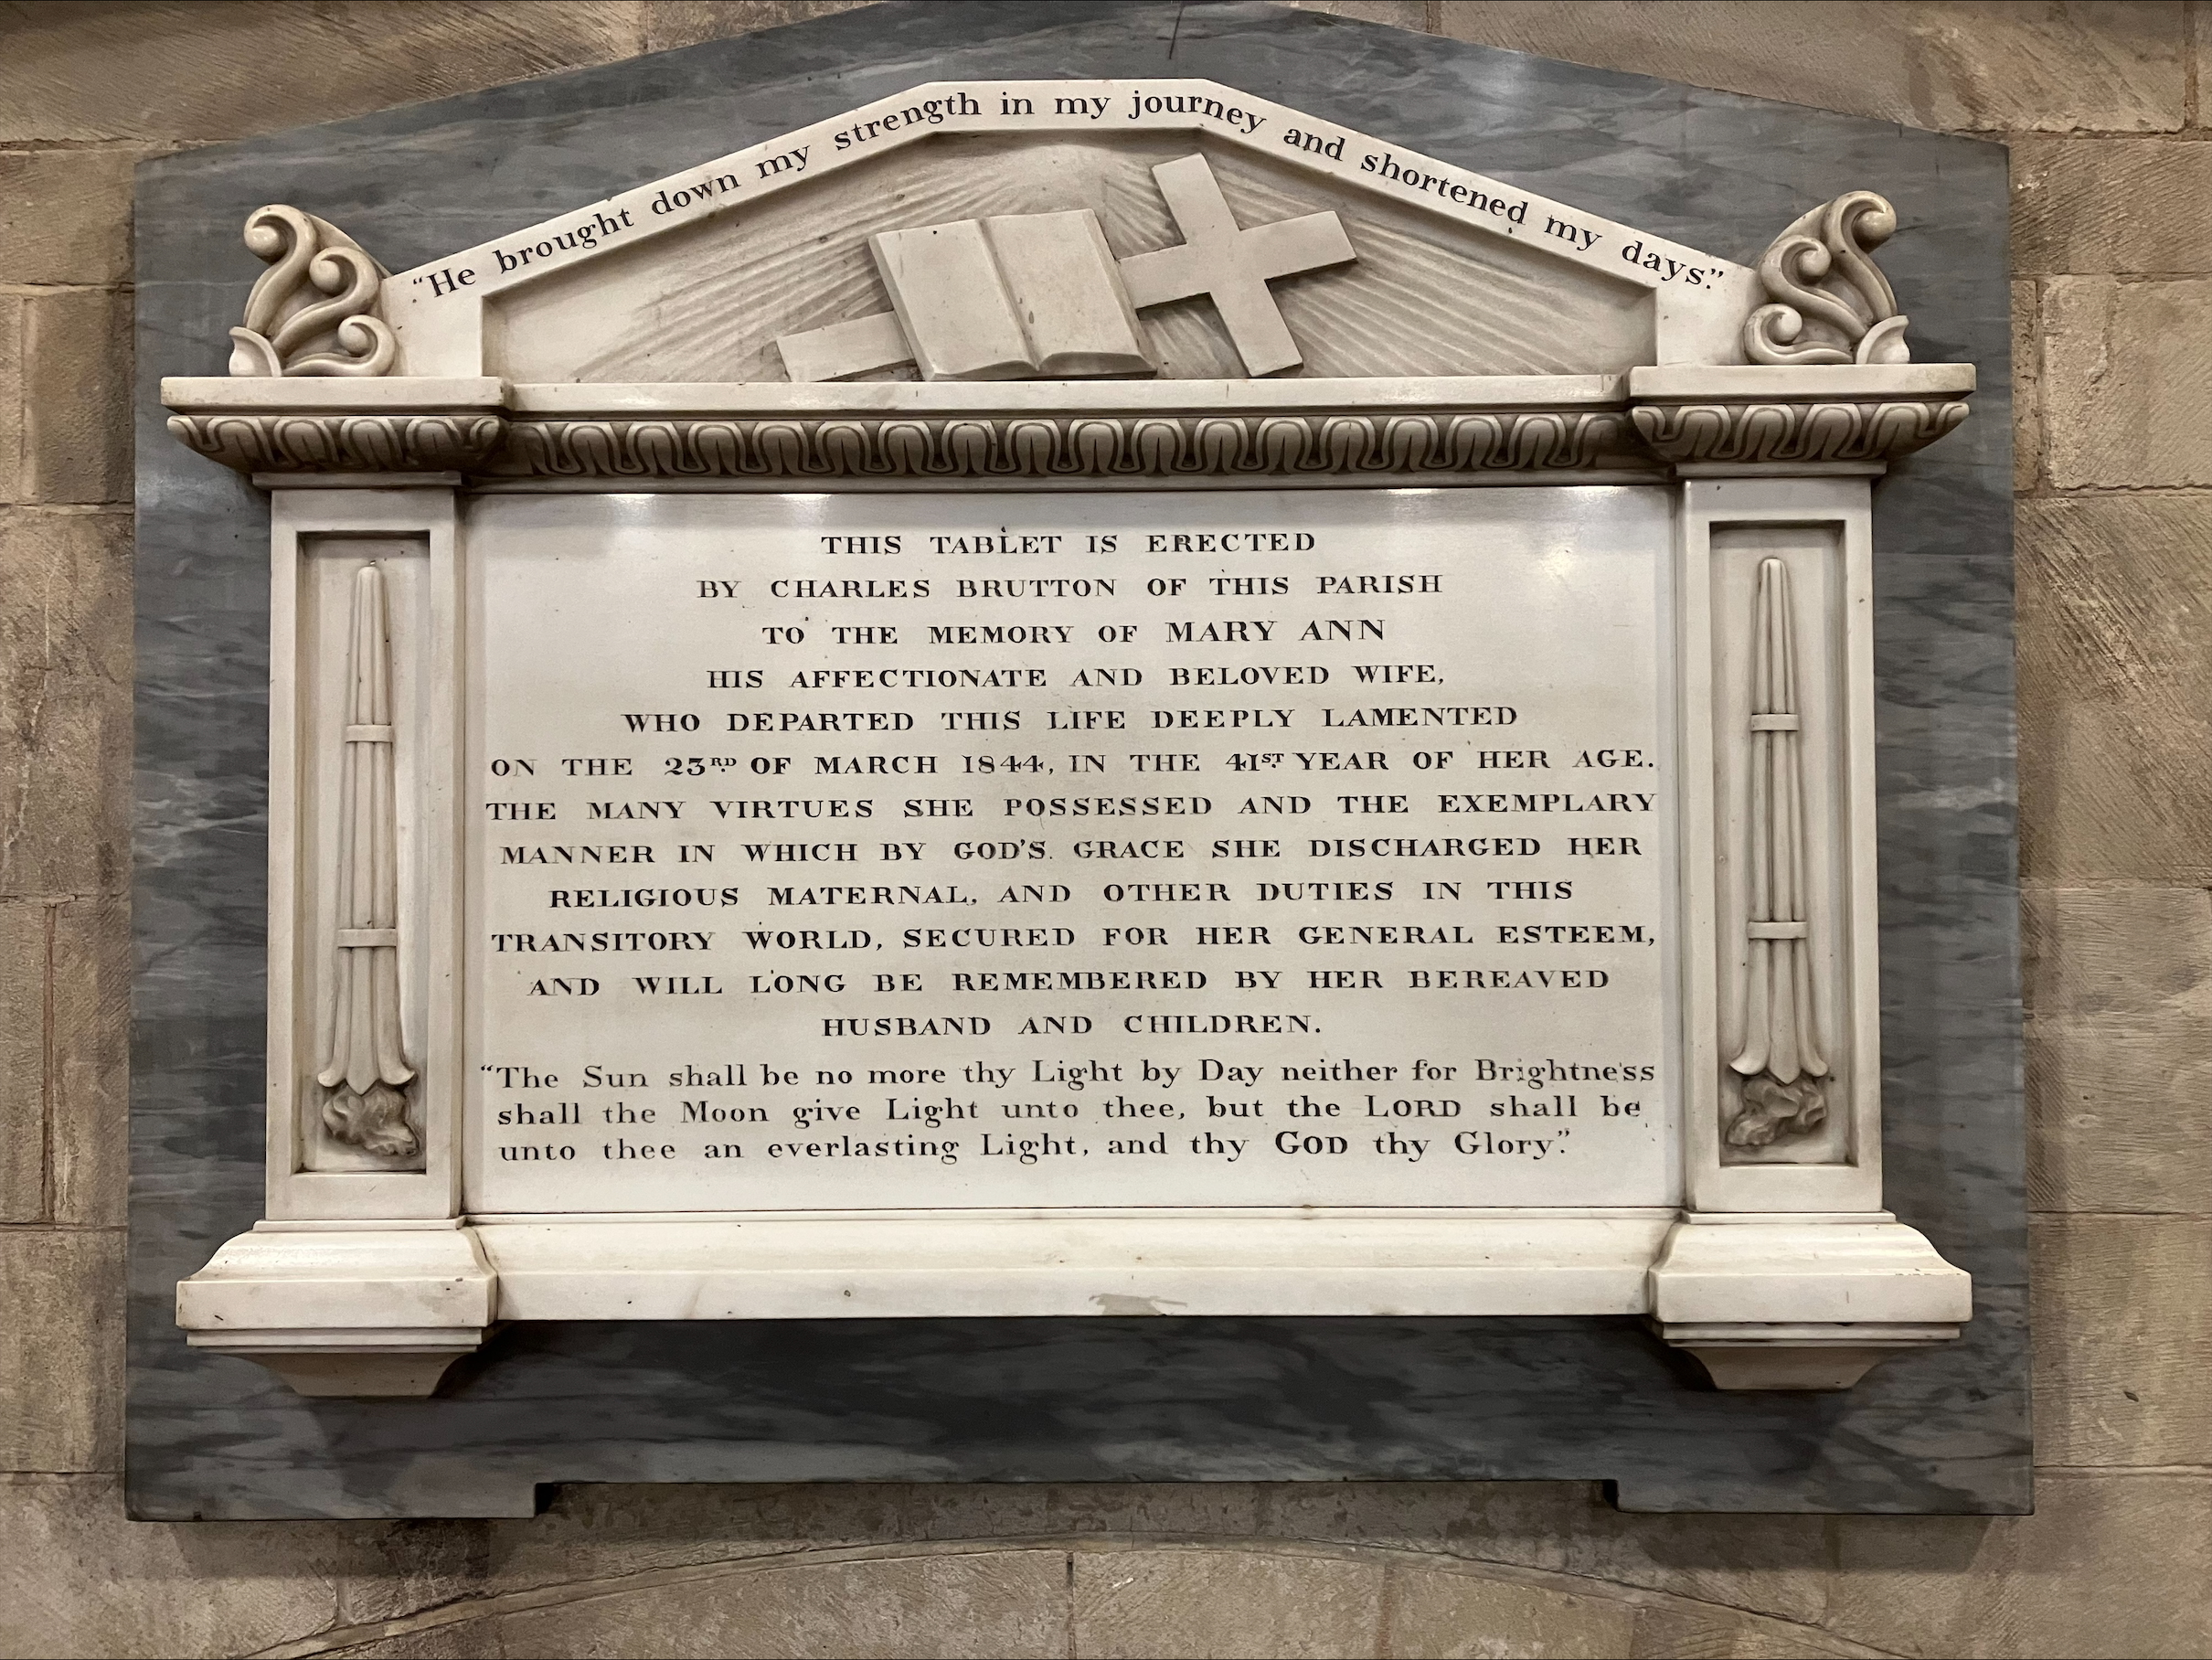 “He brought down my strength in my journey and shortened my days.”
THIS TABLET IS ERECTED
BY CHARLES BRUTTON OF THIS PARISH
TO THE MEMORY OF MARY ANN
HIS AFFECTIONATE AND BELOVED WIFE,
WHO DEPARTED THIS LIFE DEEPLY LAMENTED
ON THE 23RD OF MARCH 1844, IN THE 41ST YEAR OF HER AGE.
THE MANY VIRTUES SHE POSSESSED AND THE EXEMPLARY
MANNER IN WHICH BY GOD'S GRACE SHE DISCHARGED HER
RELIGIOUS MATERNAL, AND OTHER DUTIES IN THIS
TRANSITORY WORLD, SECURED FOR HER GENERAL ESTEEM,
AND WILL LONG BE REMEMBERED BY HER BEREAVED
HUSBAND AND CHILDREN.
“The Sun shall be no more thy Light by Day neither for Brightness
shall the Moon give Light unto thee, but the LORD shall be
unto thee an everlasting Light, and thy GOD thy Glory.”